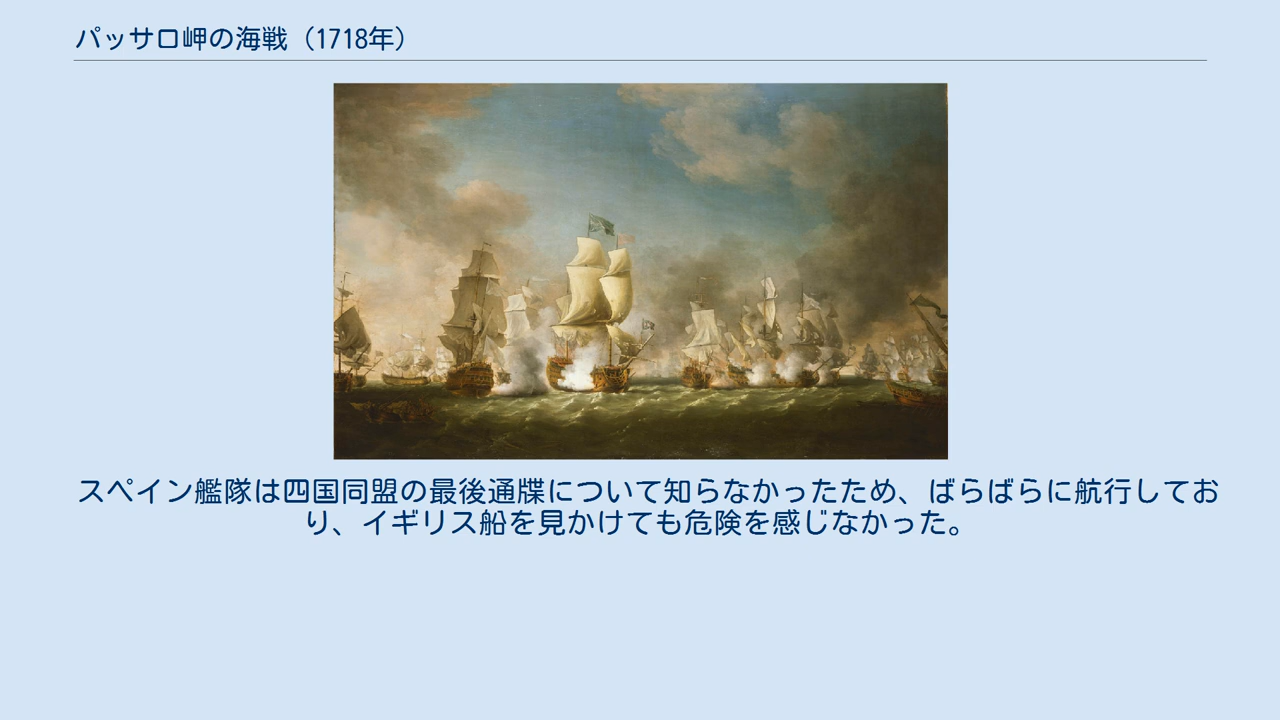 パッサロ岬の海戦（1718年）
スペイン艦隊は四国同盟の最後通牒について知らなかったため、ばらばらに航行してお
り、イギリス船を見かけても危険を感じなかった。